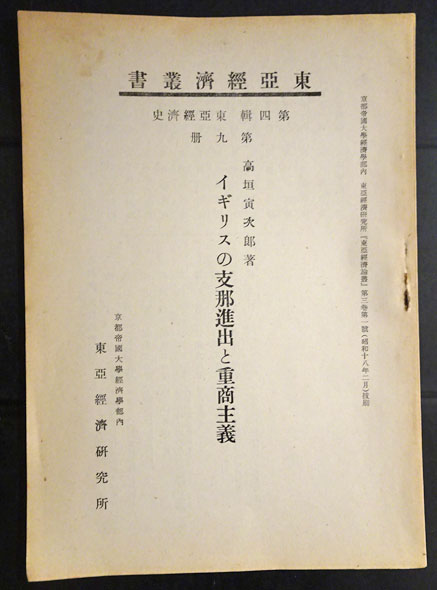 東亞經濟叢書
第四輯 東亞經濟史
第九册
京都帝國大學經濟學部內 東亞經濟研究所『東亞經濟論叢』第三卷第一號(昭和十八年二月)拔刷
高垣寅次郎著
イギリスの支那進出と重商主義
京都帝國大學經濟學部內
東亞經濟研究所